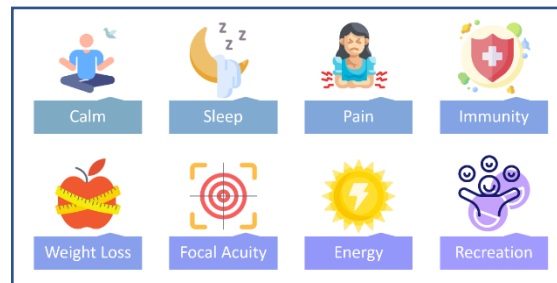 z z z
Calm
Sleep
Pain
Immunity
Weight Loss
Focal Acuity
Energy
Recreation